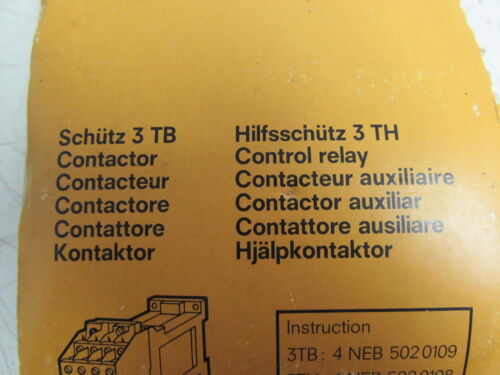 Schütz 3 TB
Contactor
Contacteur
Contactore
Contattore
Kontaktor
Hilfsschütz 3 TH
Control relay
Contacteur auxiliaire
Contactor auxiliar
Contattore ausiliare
Hjälpkontaktor
Instruction
3TB: 4 NEB 502 0109